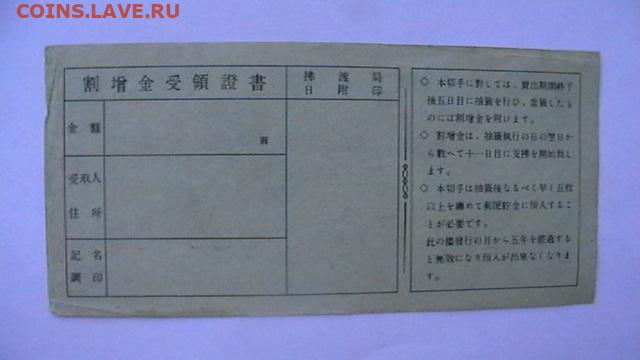 COINS.LAVE.RU
割增金受領證書
拂渡局
日附印
金額
圓
受取人
住所
記名
調印
◇ 本切手に對しては、賣出期間終了
後五日目に抽籤を行ひ、當籤したも
のには割增金を附けます。
◇ 割增金は、抽籤執行の日の翌日か
ら數へて十一日目に支拂を開始致し
ます。
◇ 本切手は抽籤後なるべく早く五枚
以上を纏めて郵便貯金に預入するこ
とが必要です。
此の儘發行の月から五年を經過する
と無效になり預入が出來なくなりま
す。